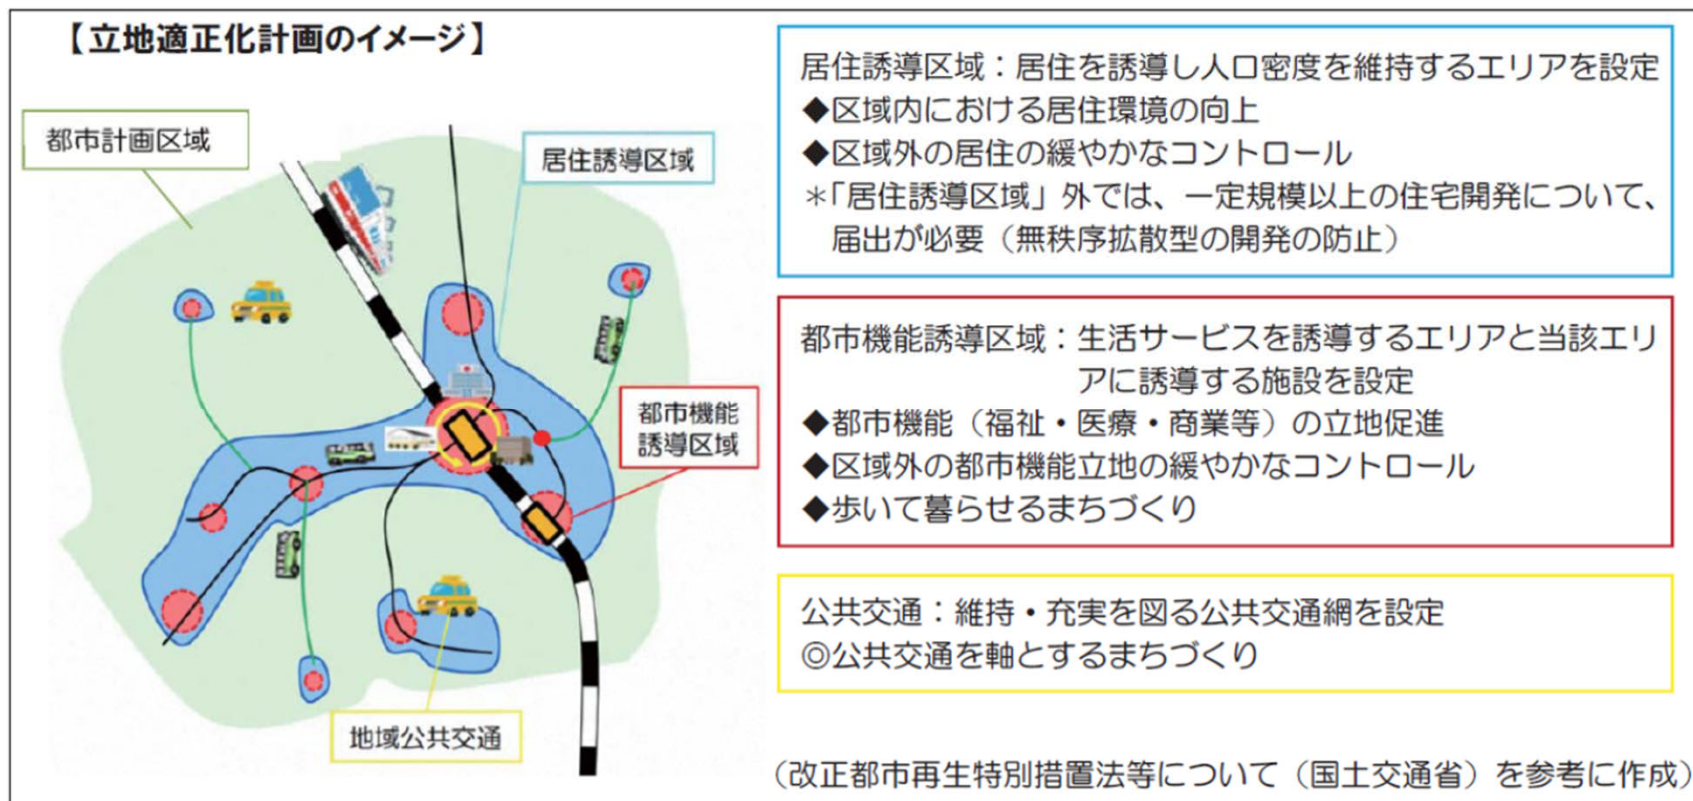 【立地適正化計画のイメージ】
都市計画区域
居住誘導区域
都市機能
誘導区域
地域公共交通
居住誘導区域：居住を誘導し人口密度を維持するエリアを設定
◆区域内における居住環境の向上
◆区域外の居住の緩やかなコントロール
＊「居住誘導区域」外では、一定規模以上の住宅開発について、
届出が必要（無秩序拡散型の開発の防止）
都市機能誘導区域：生活サービスを誘導するエリアと当該エリ
アに誘導する施設を設定
◆都市機能（福祉・医療・商業等）の立地促進
◆区域外の都市機能立地の緩やかなコントロール
◆歩いて暮らせるまちづくり
公共交通：維持・充実を図る公共交通網を設定
◎公共交通を軸とするまちづくり
（改正都市再生特別措置法等について（国土交通省）を参考に作成）